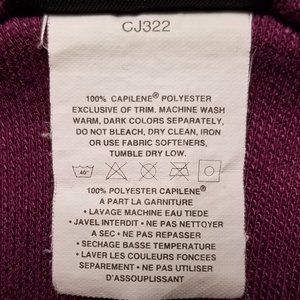 CJ322
100% CAPILENE® POLYESTER
EXCLUSIVE OF TRIM. MACHINE WASH
WARM, DARK COLORS SEPARATELY,
DO NOT BLEACH, DRY CLEAN, IRON
OR USE FABRIC SOFTENERS,
TUMBLE DRY LOW.
40°
100% POLYESTER CAPILENE®
A PART LA GARNITURE
• LAVAGE MACHINE EAU TIEDE
• JAVEL INTERDIT • NE PAS NETTOYER
A SEC • NE PAS REPASSER
• SECHAGE BASSE TEMPERATURE
• LAVER LES COULEURS FONCEES
SEPAREMENT • NE PAS UTILISER
D'ASSOUPLISSANT